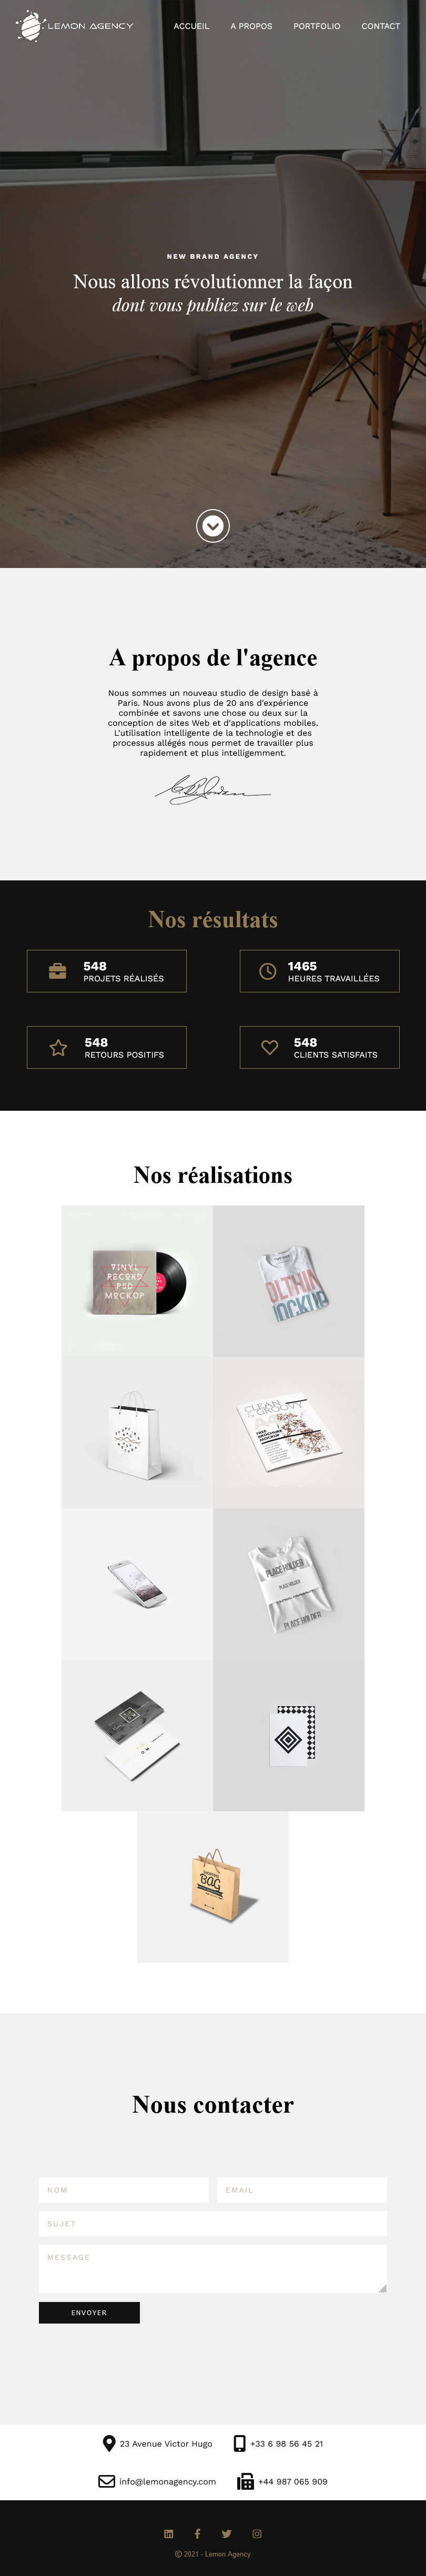 LEMON AGENCY
ACCUEIL
A PROPOS
PORTFOLIO
CONTACT
NEW BRAND AGENCY
Nous allons révolutionner la façon
dont vous publiez sur le web
A propos de l'agence
Nous sommes un nouveau studio de design basé à
Paris. Nous avons plus de 20 ans d'expérience
combinée et savons une chose ou deux sur la
conception de sites Web et d'applications mobiles.
L'utilisation intelligente de la technologie et des
processus allégés nous permet de travailler plus
rapidement et plus intelligemment.
Nos résultats
548
PROJETS RÉALISÉS
1465
HEURES TRAVAILLÉES
548
RETOURS POSITIFS
548
CLIENTS SATISFAITS
Nos réalisations
VINYL
RECORD
PSD
MOCKUP
CLEAN
GROOVY
FREE
BROCHURE
MOCKUP
PLACE HOLDER
PLACE HOLDER
PLACE HOLDER
BAG
Nous contacter
NOM
EMAIL
SUJET
MESSAGE
ENVOYER
23 Avenue Victor Hugo
+33 6 98 56 45 21
info@lemonagency.com
+44 987 065 909
© 2021 - Lemon Agency